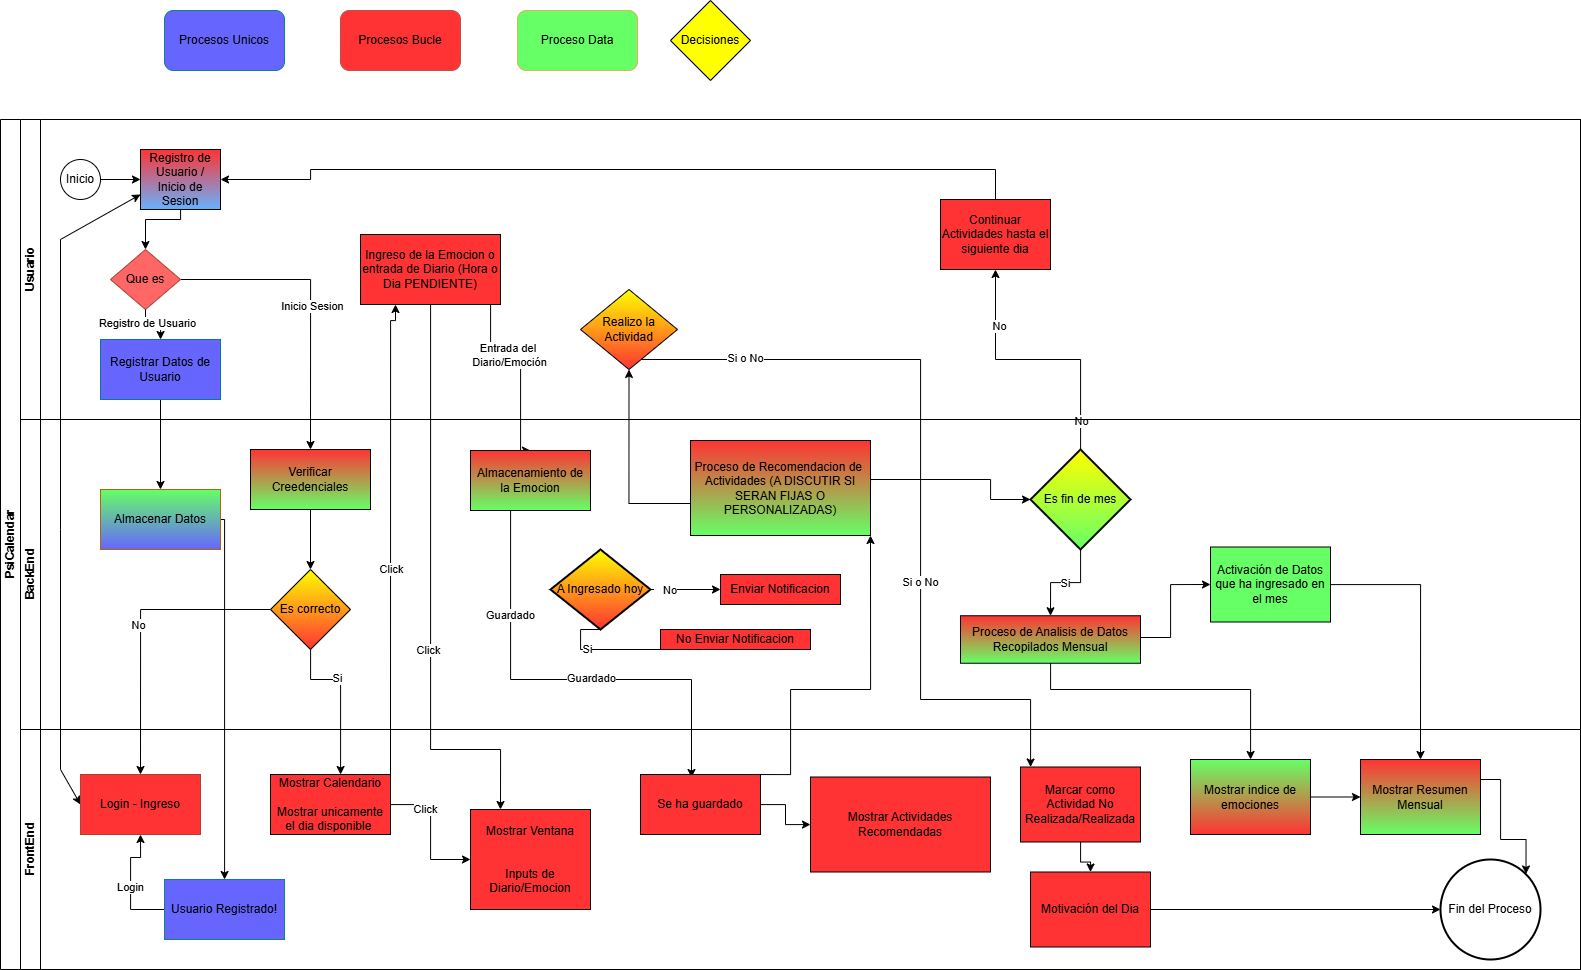 Procesos Unicos
Procesos Bucle
Proceso Data
Decisiones
PsiCalendar
Usuario
Inicio
Registro de
Usuario /
Inicio de
Sesion
Que es
Inicio Sesion
Registro de Usuario
Registrar Datos de
Usuario
Ingreso de la Emocion o
entrada de Diario (Hora o
Dia PENDIENTE)
Entrada del
Diario/Emoción
Realizo la
Actividad
Si o No
Continuar
Actividades hasta el
siguiente dia
No
No
BackEnd
Almacenar Datos
Verificar
Creedenciales
Es correcto
No
Si
Click
Click
Almacenamiento de
la Emocion
Guardado
Guardado
A Ingresado hoy
No
Enviar Notificacion
Si
No Enviar Notificacion
Proceso de Recomendacion de
Actividades (A DISCUTIR SI
SERAN FIJAS O
PERSONALIZADAS)
Si o No
Es fin de mes
Si
Proceso de Analisis de Datos
Recopilados Mensual
Activación de Datos
que ha ingresado en
el mes
FrontEnd
Login - Ingreso
Login
Usuario Registrado!
Mostrar Calendario
Mostrar unicamente
el dia disponible
Click
Mostrar Ventana
Inputs de
Diario/Emocion
Se ha guardado
Mostrar Actividades
Recomendadas
Marcar como
Actividad No
Realizada/Realizada
Motivación del Dia
Mostrar indice de
emociones
Mostrar Resumen
Mensual
Fin del Proceso